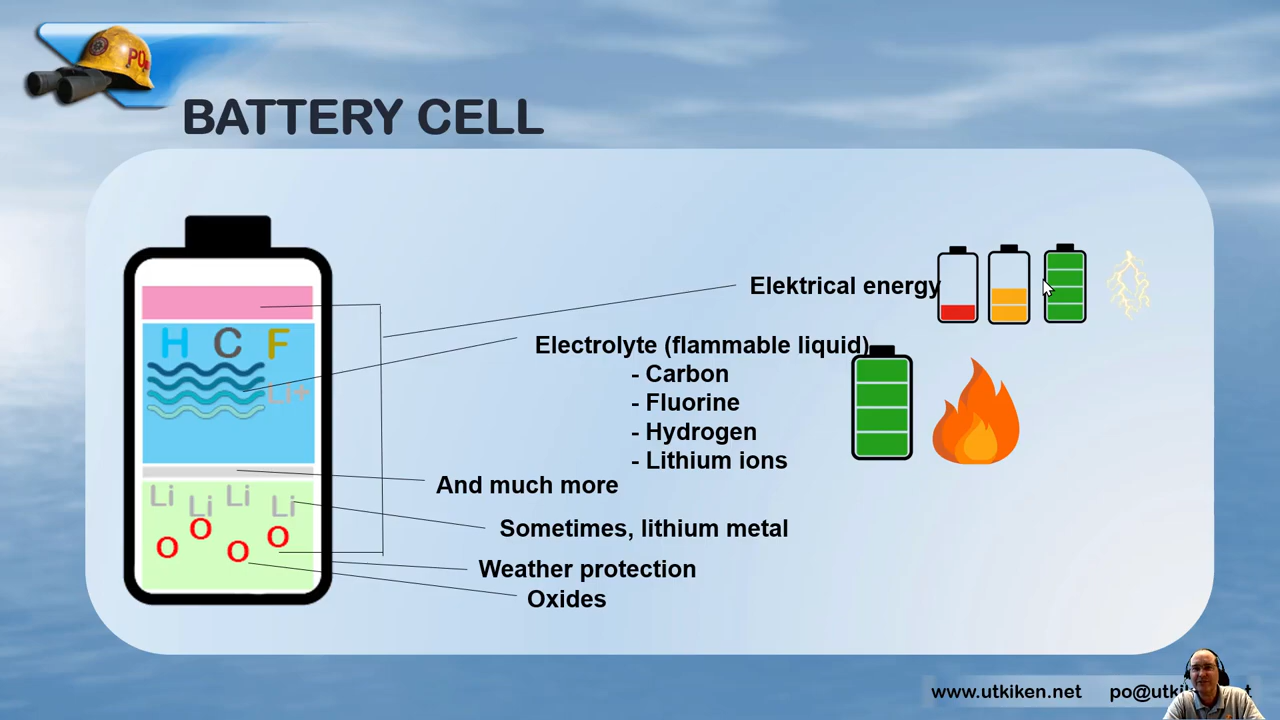 PO
BATTERY CELL
H C F
Li+
Li Li Li Li
O O O O
Elektrical energy
Electrolyte (flammable liquid)
- Carbon
- Fluorine
- Hydrogen
- Lithium ions
And much more
Sometimes, lithium metal
Weather protection
Oxides
www.utkiken.net